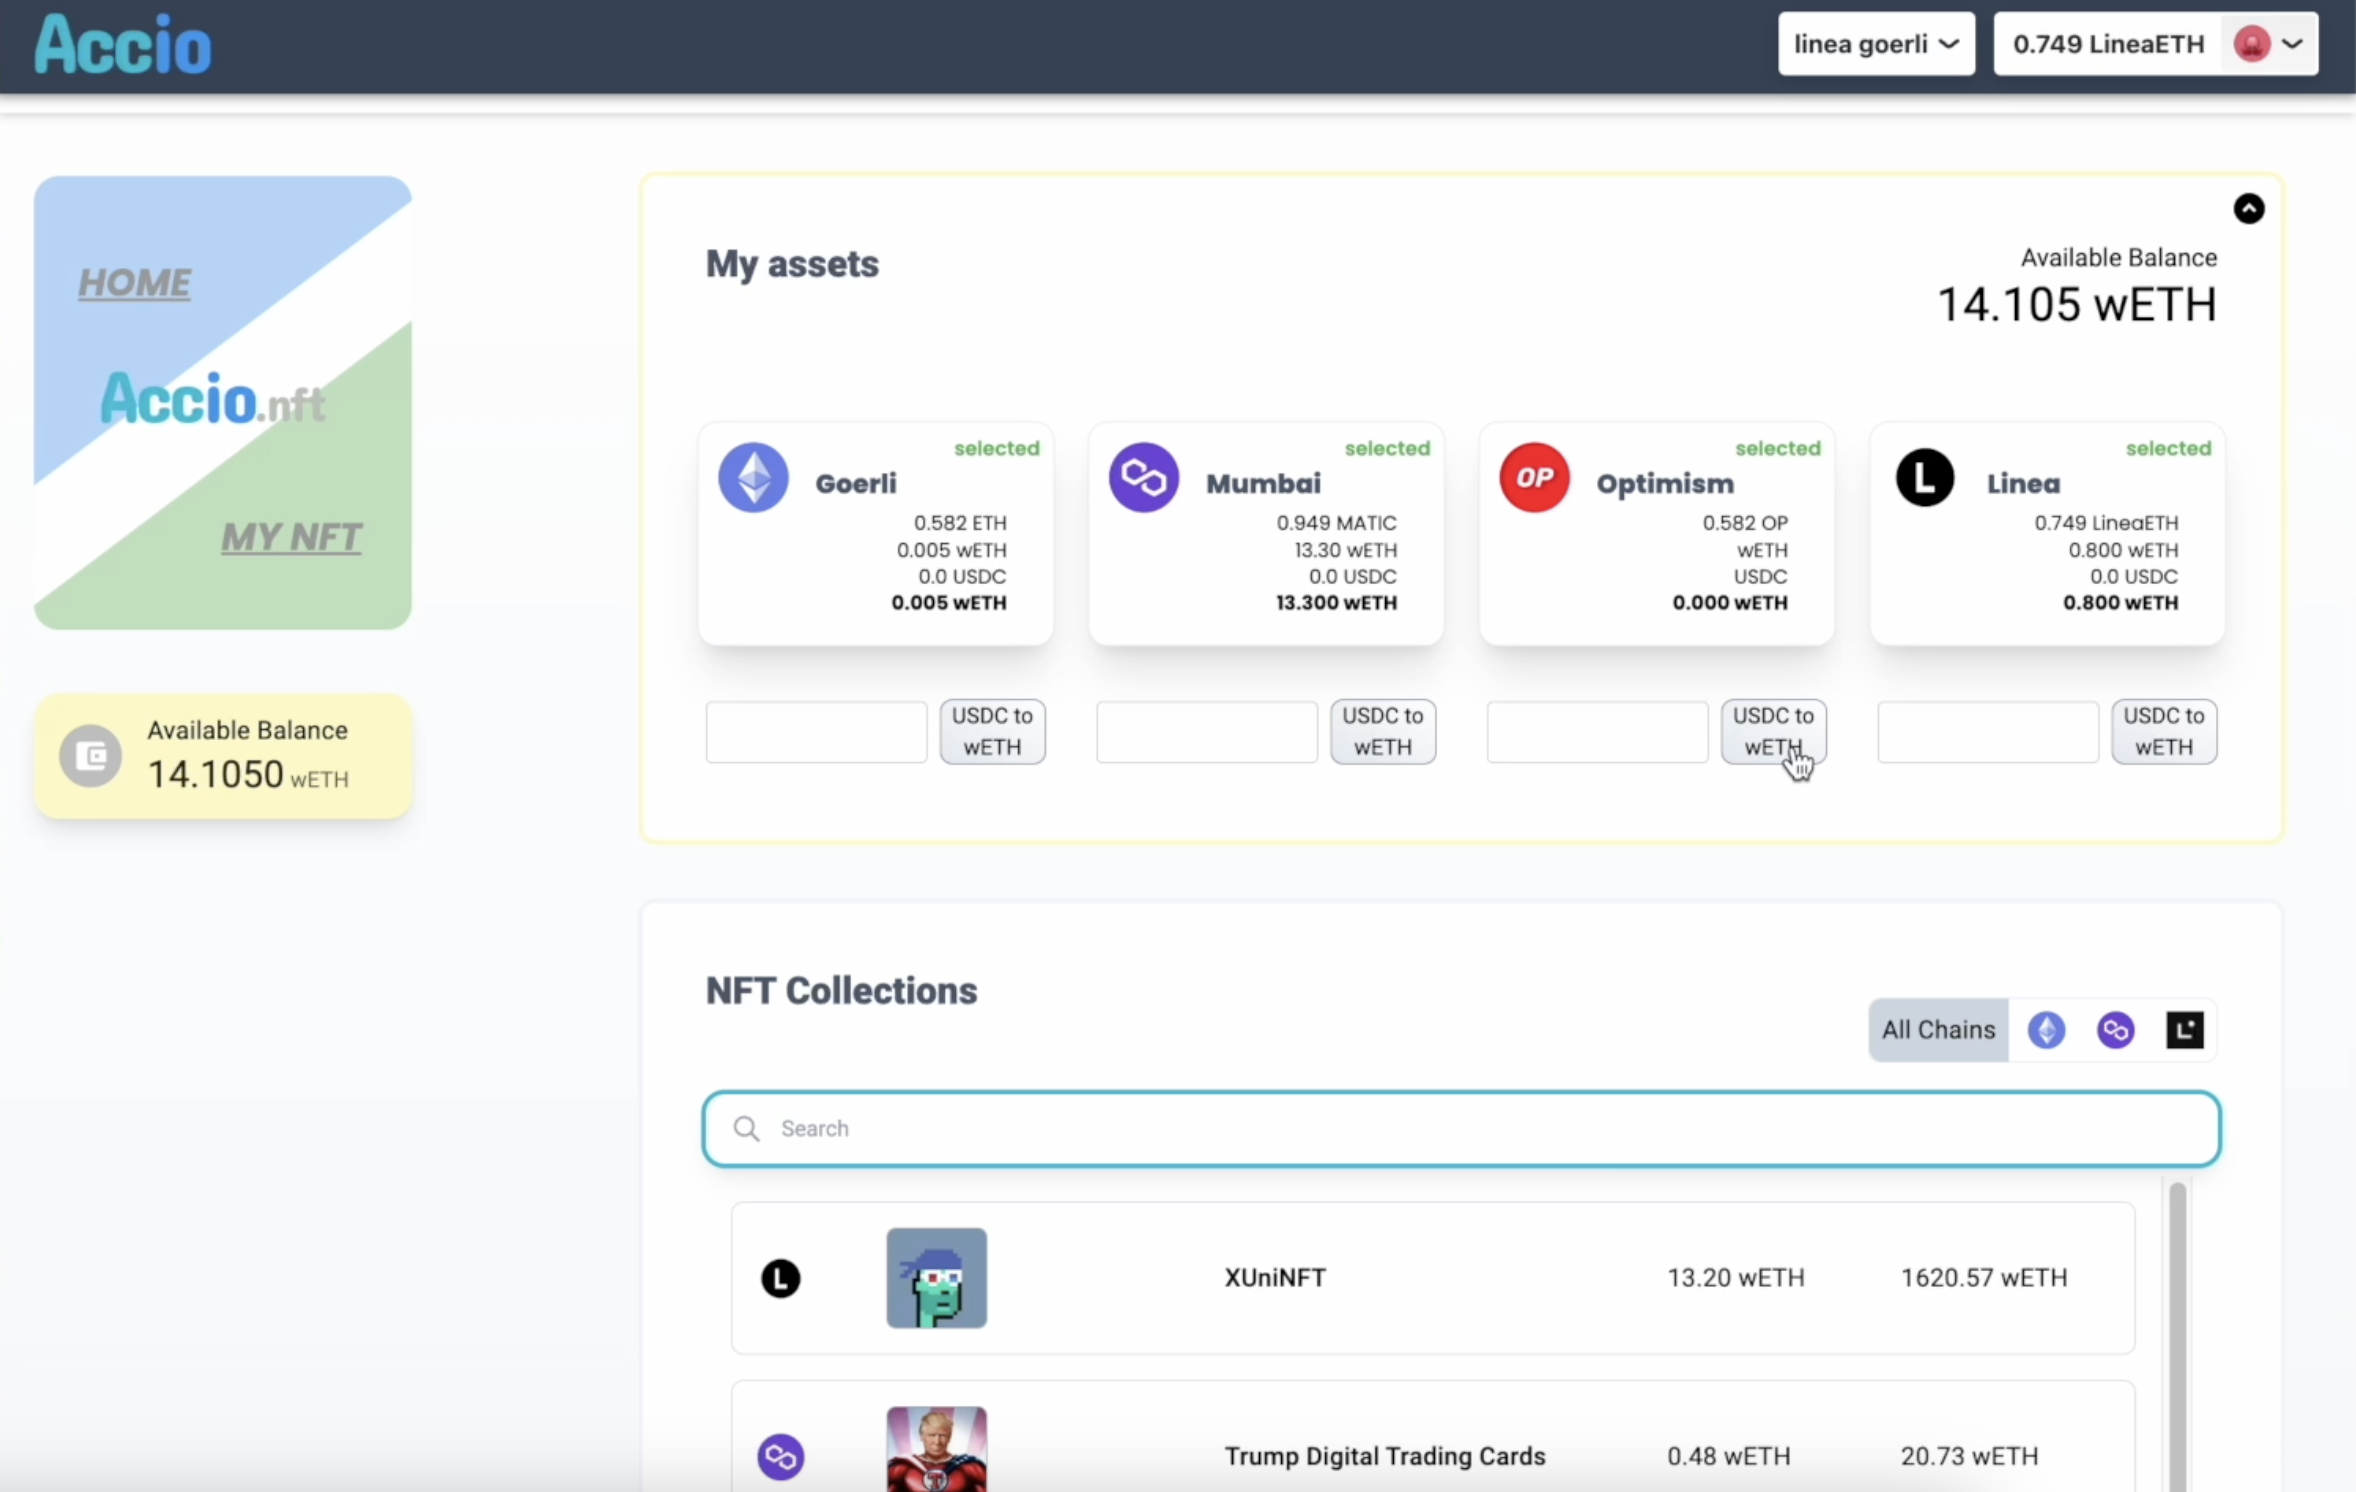 Accio
linea goerli
0.749 LineaETH
HOME
Accio.nft
MY NFT
Available Balance
14.1050 wETH
My assets
Available Balance
14.105 wETH
selected
Goerli
0.582 ETH
0.005 wETH
0.0 USDC
0.005 wETH
selected
Mumbai
0.949 MATIC
13.30 wETH
0.0 USDC
13.300 wETH
OP
selected
Optimism
0.582 OP
wETH
USDC
0.000 wETH
L
selected
Linea
0.749 LineaETH
0.800 wETH
0.0 USDC
0.800 wETH
USDC to
wETH
USDC to
wETH
USDC to
wETH
USDC to
wETH
NFT Collections
All Chains
L
Search
L
XUniNFT
13.20 wETH
1620.57 wETH
T
Trump Digital Trading Cards
0.48 wETH
20.73 wETH